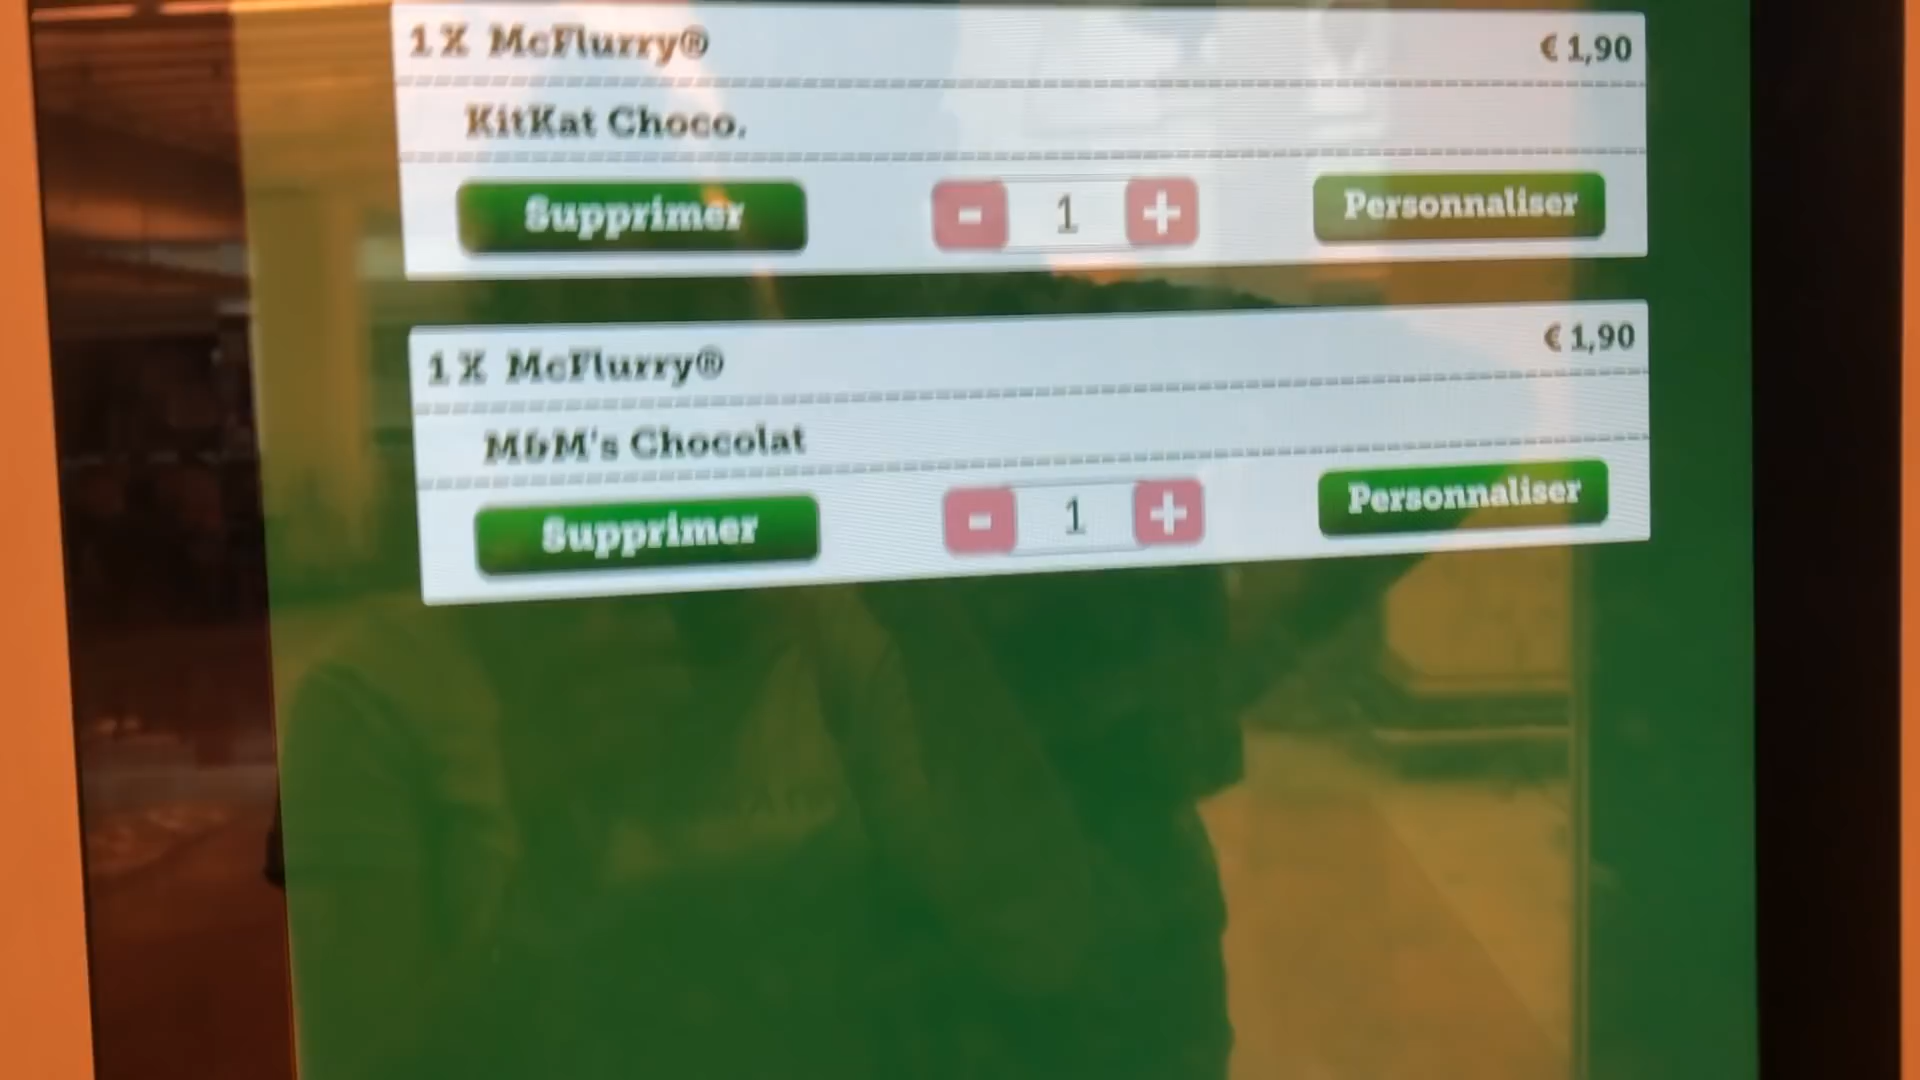 1 X McFlurry® € 1,90
KitKat Choco.
Supprimer - 1 + Personnaliser
1 X McFlurry® € 1,90
M&M's Chocolat
Supprimer - 1 + Personnaliser